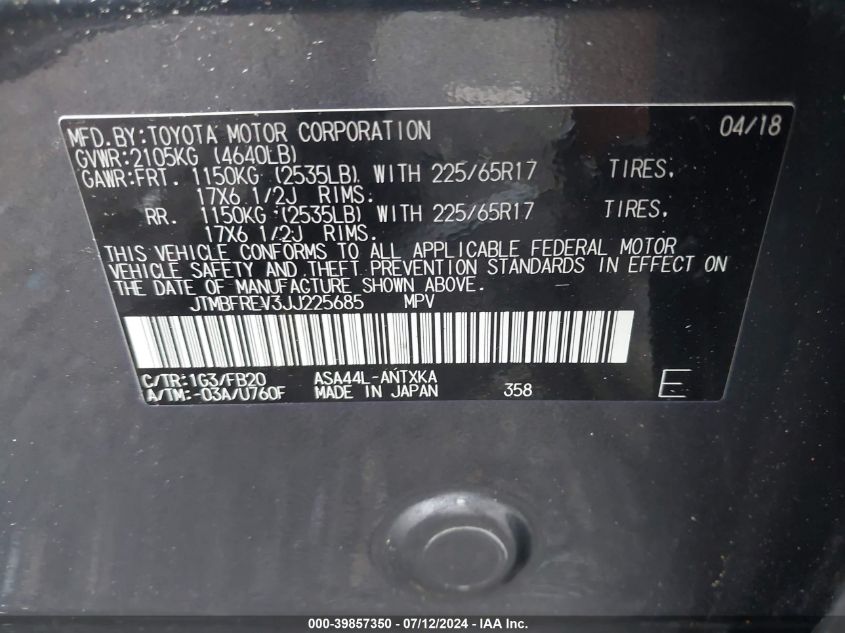 MFD.BY:TOYOTA MOTOR CORPORATION 04/18
GVWR:2105KG (4640LB)
GAWR:FRT. 1150KG (2535LB) WITH 225/65R17 TIRES,
17X6 1/2J RIMS.
RR. 1150KG (2535LB) WITH 225/65R17 TIRES,
17X6 1/2J RIMS.
THIS VEHICLE CONFORMS TO ALL APPLICABLE FEDERAL MOTOR
VEHICLE SAFETY AND THEFT PREVENTION STANDARDS IN EFFECT ON
THE DATE OF MANUFACTURE SHOWN ABOVE.
JTMBFREV3JJ225685 MPV
C/TR:1G3/FB20 ASA44L-ANTXKA
A/TM:-03A/U760F MADE IN JAPAN 358 E
000-39857350 - 07/12/2024 - IAA Inc.